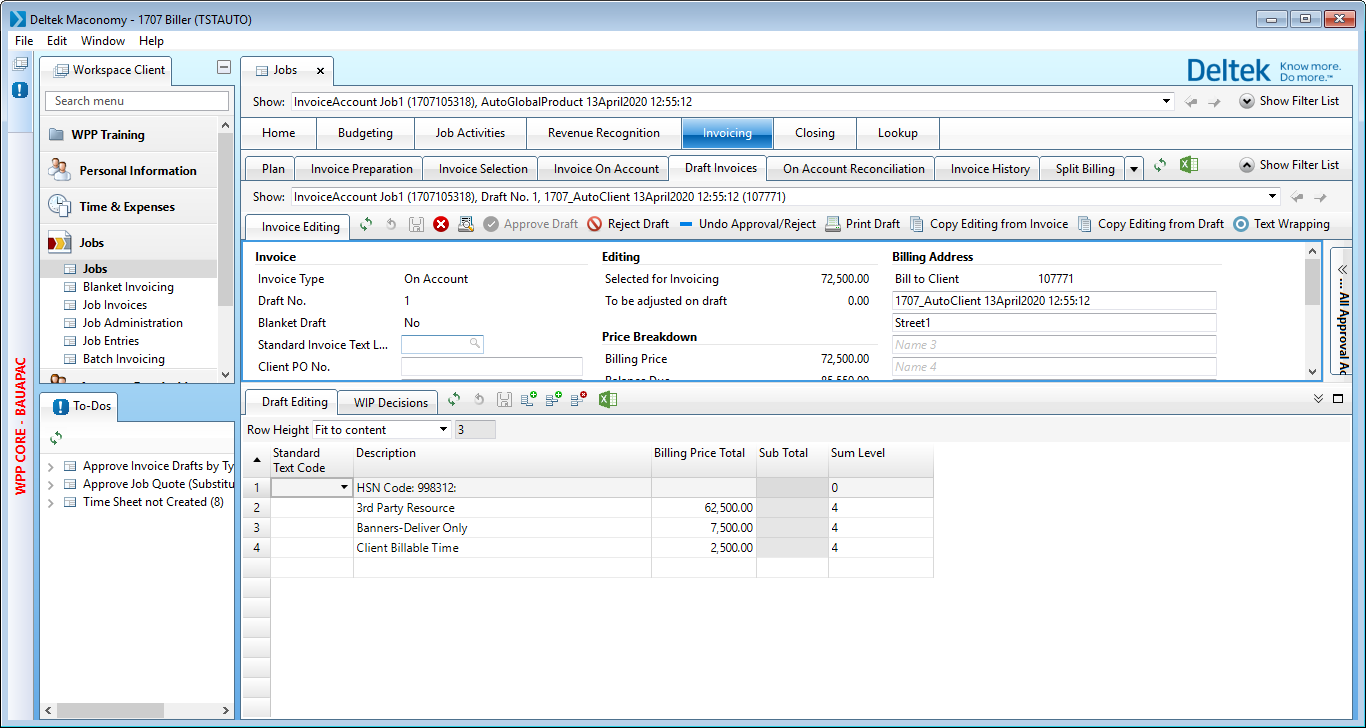 Deltek Maconomy - 1707 Biller (TSTAUTO)
File Edit Window Help
Workspace Client
Search menu
WPP Training
Personal Information
Time & Expenses
Jobs
Jobs
Blanket Invoicing
Job Invoices
Job Administration
Job Entries
Batch Invoicing
To-Dos
Approve Invoice Drafts by Ty
Approve Job Quote (Substitu
Time Sheet not Created (8)
WPP CORE - BAUAPAC
Jobs
Deltek Know more. Do more.™
Show: InvoiceAccount Job1 (1707105318), AutoGlobalProduct 13April2020 12:55:12 Show Filter List
Home Budgeting Job Activities Revenue Recognition Invoicing Closing Lookup
Plan Invoice Preparation Invoice Selection Invoice On Account Draft Invoices On Account Reconciliation Invoice History Split Billing Show Filter List
Show: InvoiceAccount Job1 (1707105318), Draft No. 1, 1707_AutoClient 13April2020 12:55:12 (107771)
Invoice Editing Approve Draft Reject Draft Undo Approval/Reject Print Draft Copy Editing from Invoice Copy Editing from Draft Text Wrapping
Invoice Editing Billing Address
Invoice Type On Account Selected for Invoicing 72,500.00 Bill to Client 107771
Draft No. 1 To be adjusted on draft 0.00 1707_AutoClient 13April2020 12:55:12
Blanket Draft No Street1
Standard Invoice Text L... Price Breakdown Name 3
Client PO No. Billing Price 72,500.00 Name 4
Balance Due 85,550.00
... All Approval Ac
Draft Editing WIP Decisions
Row Height Fit to content 3
Standard Text Code Description Billing Price Total Sub Total Sum Level
1 HSN Code: 998312: 0
2 3rd Party Resource 62,500.00 4
3 Banners-Deliver Only 7,500.00 4
4 Client Billable Time 2,500.00 4